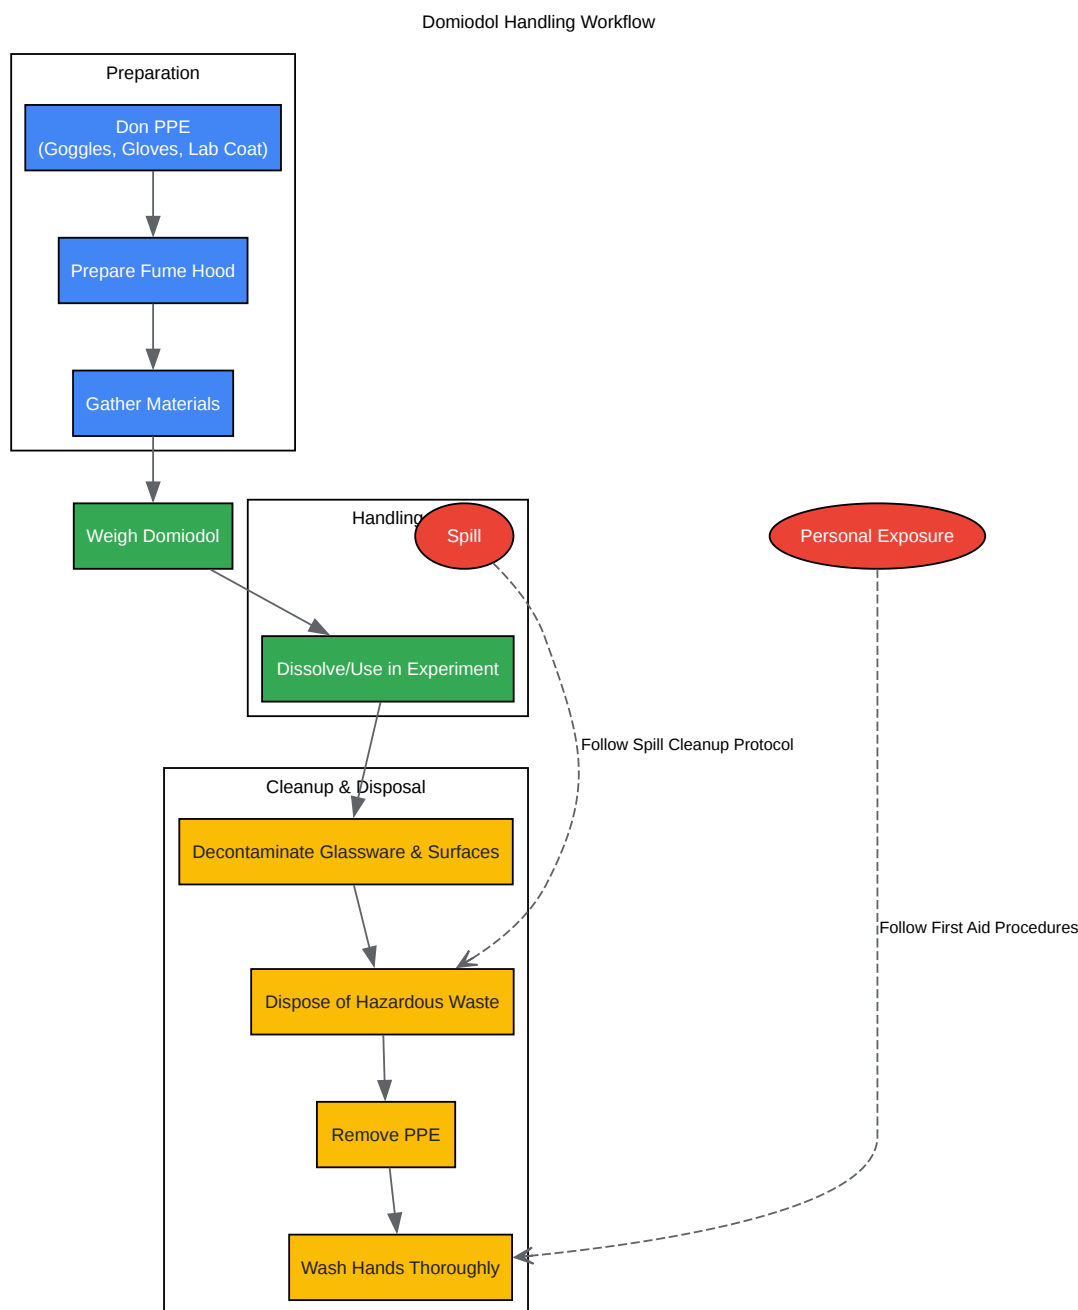 Domiodol Handling Workflow
Preparation
Don PPE
(Goggles, Gloves, Lab Coat)
Prepare Fume Hood
Gather Materials
Weigh Domiodol
Handling
Spill
Personal Exposure
Dissolve/Use in Experiment
Follow Spill Cleanup Protocol
Cleanup & Disposal
Decontaminate Glassware & Surfaces
Follow First Aid Procedures
Dispose of Hazardous Waste
Remove PPE
Wash Hands Thoroughly